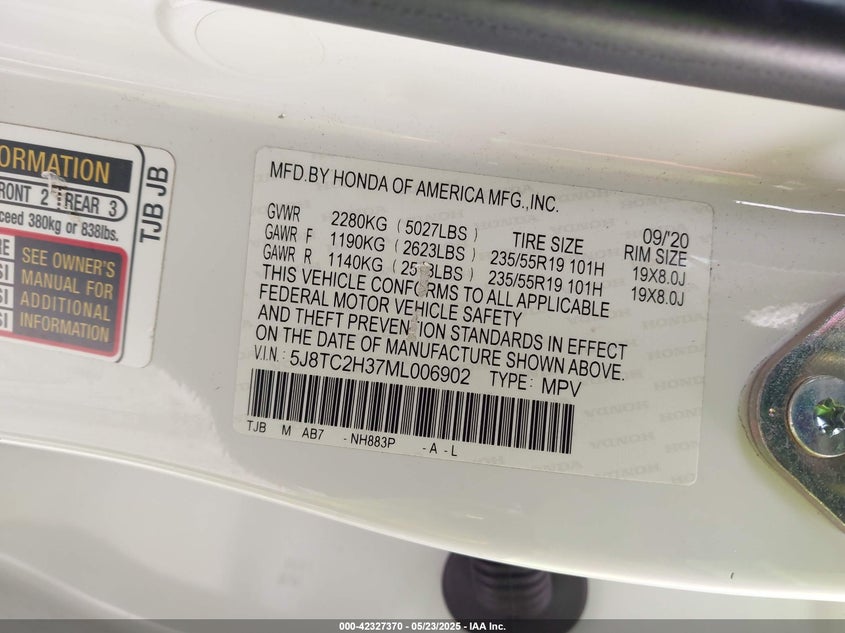 ORMATION
FRONT 2 REAR 3
ceed 380kg or 838lbs.
SEE OWNER'S
MANUAL FOR
ADDITIONAL
INFORMATION
TJB JB
MFD.BY HONDA OF AMERICA MFG.,INC.
09/'20
GVWR 2280KG (5027LBS) TIRE SIZE RIM SIZE
GAWR F 1190KG (2623LBS) 235/55R19 101H 19X8.0J
GAWR R 1140KG 235/55R19 101H 19X8.0J
THIS VEHICLE CONFORMS TO ALL APPLICABLE
FEDERAL MOTOR VEHICLE SAFETY
AND THEFT PREVENTION STANDARDS IN EFFECT
ON THE DATE OF MANUFACTURE SHOWN ABOVE.
V.I.N: 5J8TC2H37ML006902 TYPE: MPV
TJB M AB7 -NH883P -A-L
000-42327370 | 05/23/2025 - IAA Inc.